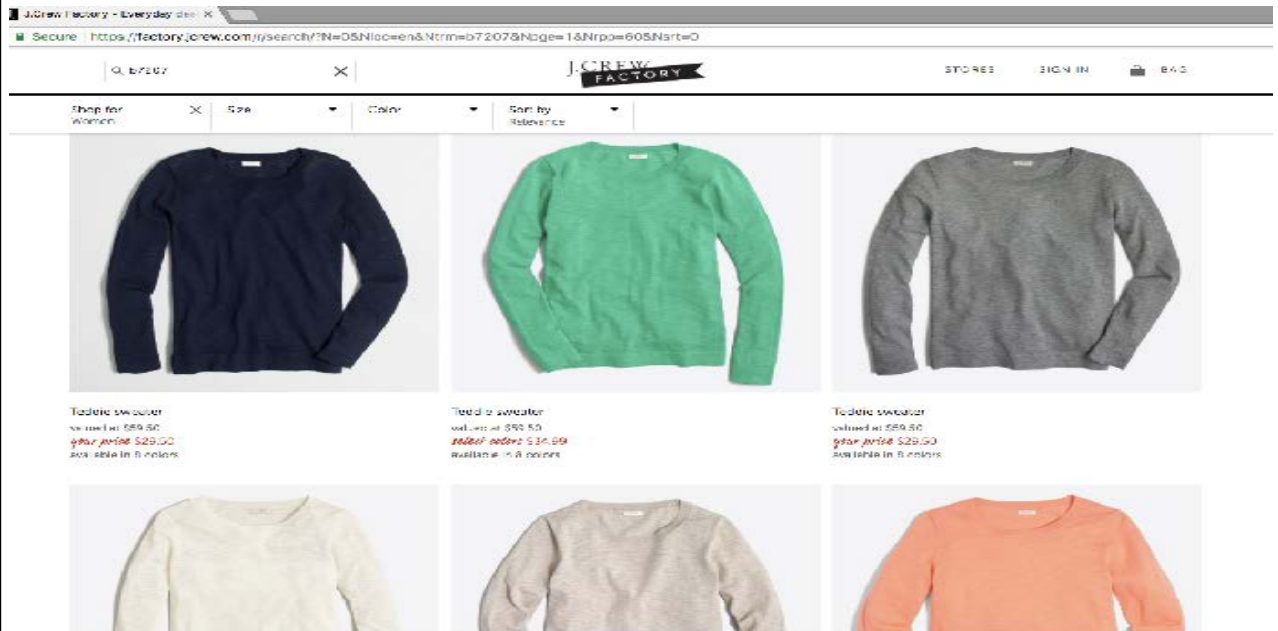 J.Crew Factory - Everyday des
Secure https://factory.jcrew.com/r/search/?N=0&Nloc=en&Ntrm=b7207&Npge=1&Nrpp=60&Nsrt=0
b7207
J.CREW
FACTORY
STORES SIGN IN BAG
Shop for Size Color Sort by
Women Relevance
Teddie sweater Teddie sweater Teddie sweater
valued at $59.50 valued at $59.50 valued at $59.50
your price $29.50 select colors $34.99 your price $29.50
available in 8 colors available in 8 colors available in 8 colors